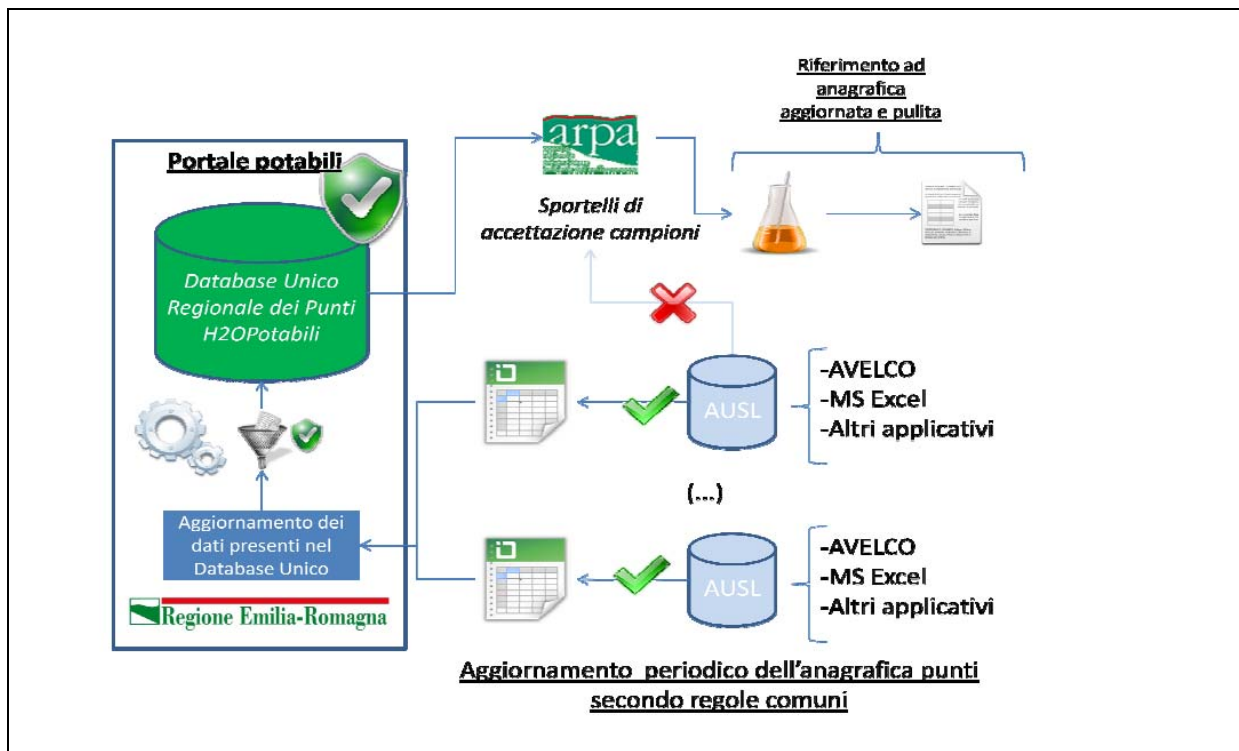 Riferimento ad
anagrafica
aggiornata e pulita
Portale potabili
arpa
Sportelli di
accettazione campioni
Database Unico
Regionale dei Punti
H2OPotabili
AUSL
-AVELCO
-MS Excel
-Altri applicativi
(...)
Aggiornamento dei
dati presenti nel
Database Unico
AUSL
-AVELCO
-MS Excel
-Altri applicativi
Regione Emilia-Romagna
Aggiornamento periodico dell'anagrafica punti
secondo regole comuni